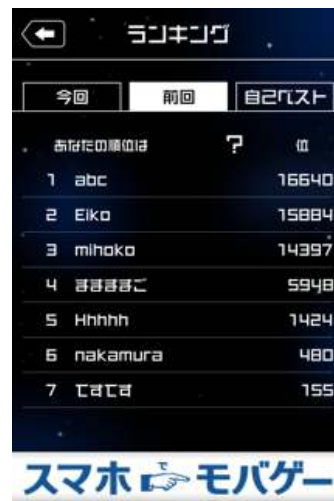 ランキング
今回 前回 自己ベスト
あなたの順位は ? 位
1 abc 16640
2 Eiko 15884
3 mihoko 14397
4 まままご 5948
5 Hhhhh 1424
6 nakamura 480
7 てすてす 155
スマホでモバゲー